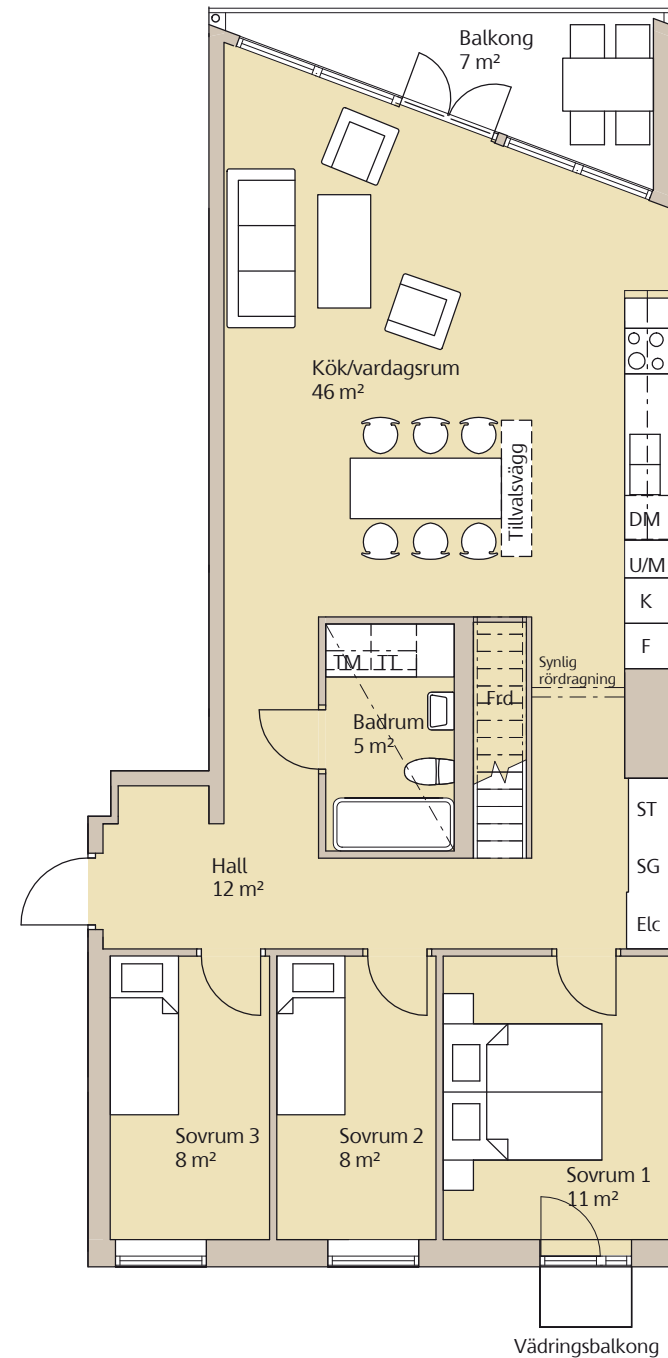 Balkong
7 m²
Kök/vardagsrum
46 m²
Tillvalsvägg
DM
U/M
K
F
TM
TT
Synlig
rördragning
Frd
Badrum
5 m²
ST
Hall
12 m²
SG
Elc
Sovrum 3
8 m²
Sovrum 2
8 m²
Sovrum 1
11 m²
Vädringsbalkong